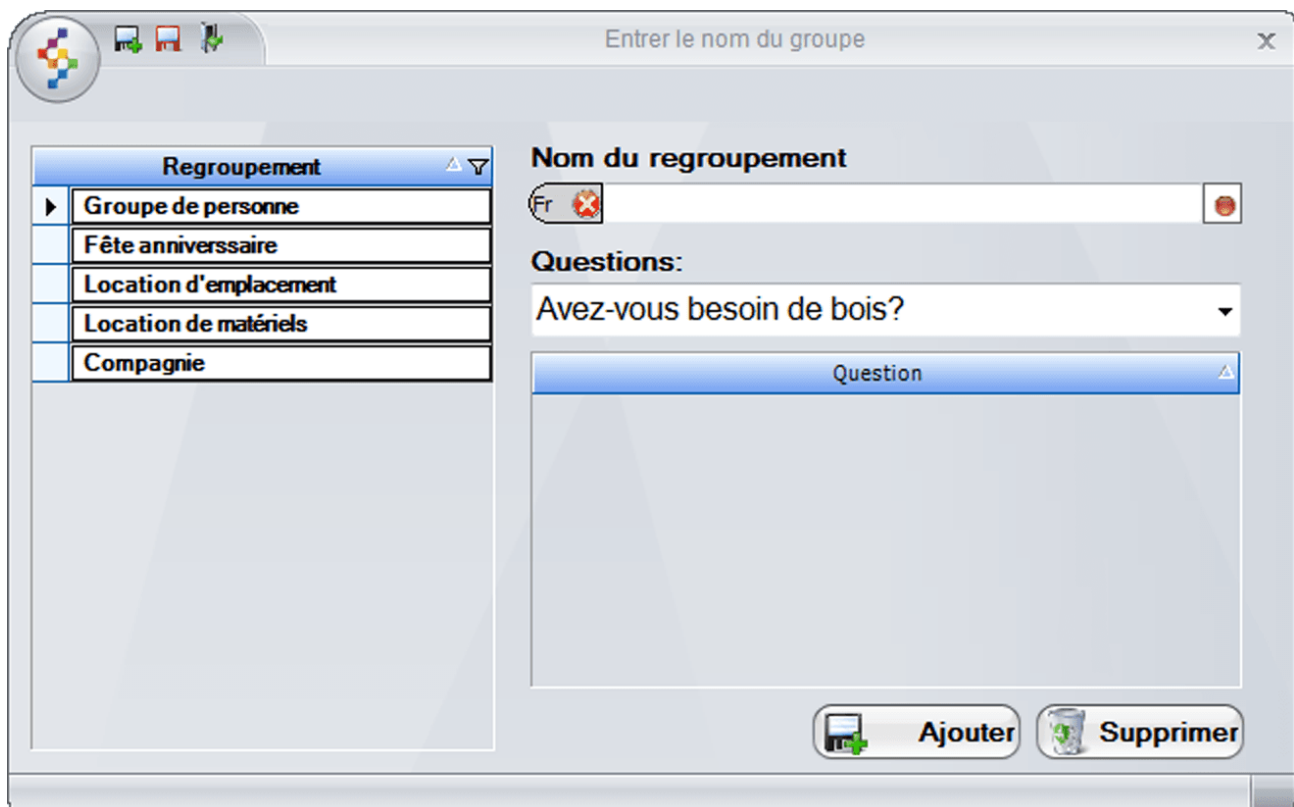 Entrer le nom du groupe
Regroupement
Groupe de personne
Fête anniverssaire
Location d'emplacement
Location de matériels
Compagnie
Nom du regroupement
Fr
Questions:
Avez-vous besoin de bois?
Question
Ajouter
Supprimer